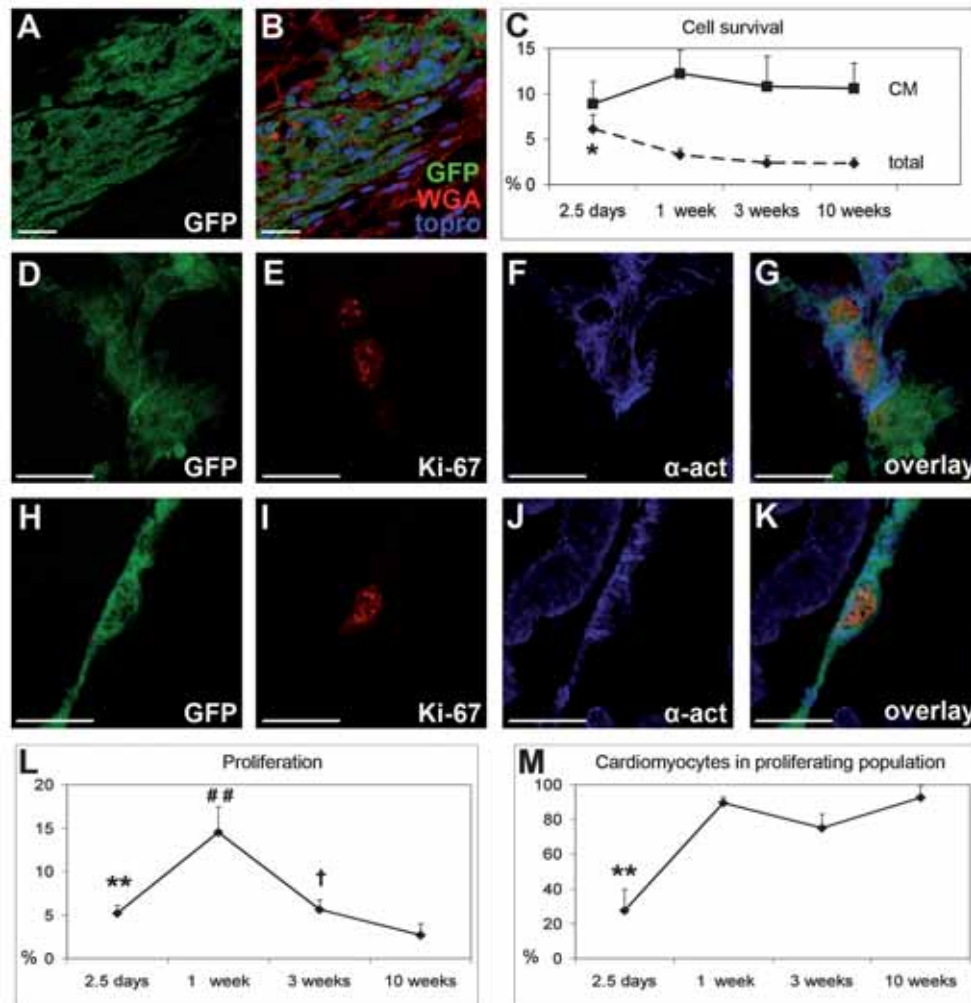 A
GFP
B
GFP
WGA
topro
C
Cell survival
15
10
5
% 0
CM
total
*
2.5 days 1 week 3 weeks 10 weeks
D
GFP
E
Ki-67
F
α-act
G
overlay
H
GFP
I
Ki-67
J
α-act
K
overlay
L
Proliferation
20
15
10
5
% 0
**
##
†
2.5 days 1 week 3 weeks 10 weeks
M
Cardiomyocytes in proliferating population
100
80
60
40
20
% 0
**
2.5 days 1 week 3 weeks 10 weeks